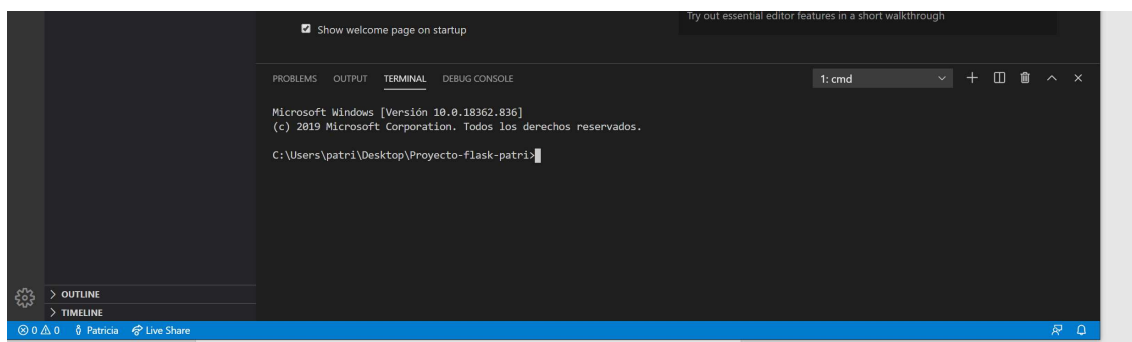 Try out essential editor features in a short walkthrough
Show welcome page on startup
PROBLEMS OUTPUT TERMINAL DEBUG CONSOLE 1: cmd
Microsoft Windows [Versión 10.0.18362.836]
(c) 2019 Microsoft Corporation. Todos los derechos reservados.
C:\Users\patri\Desktop\Proyecto-flask-patri>
OUTLINE
TIMELINE
0 0 Patricia Live Share